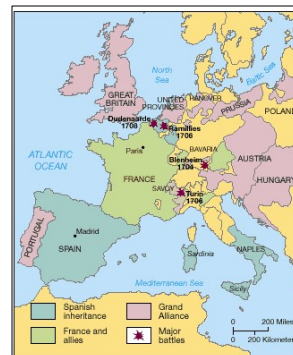 North
Sea
Baltic Sea
GREAT
BRITAIN
UNITED
PROVINCES
HANOVER
PRUSSIA
POLAND
Oudenaarde
1708
Ramillies
1706
Paris
ATLANTIC
OCEAN
BAVARIA
Blenheim
1704
AUSTRIA
FRANCE
HUNGARY
SAVOY
Turin
1706
PORTUGAL
Madrid
SPAIN
NAPLES
Sardinia
Mediterranean Sea
Sicily
Spanish
inheritance
Grand
Alliance
France and
allies
Major
battles
0
200 Miles
0
200 Kilometers